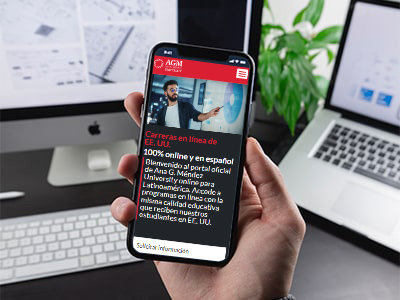 AGM
Carreras en línea de
EE. UU.
100% online y en español
Bienvenido al portal oficial
de Ana G. Méndez
University online para
Latinoamérica. Accede a
programas en línea con la
misma calidad educativa
que reciben nuestros
estudiantes en EE. UU.
Solicitar información